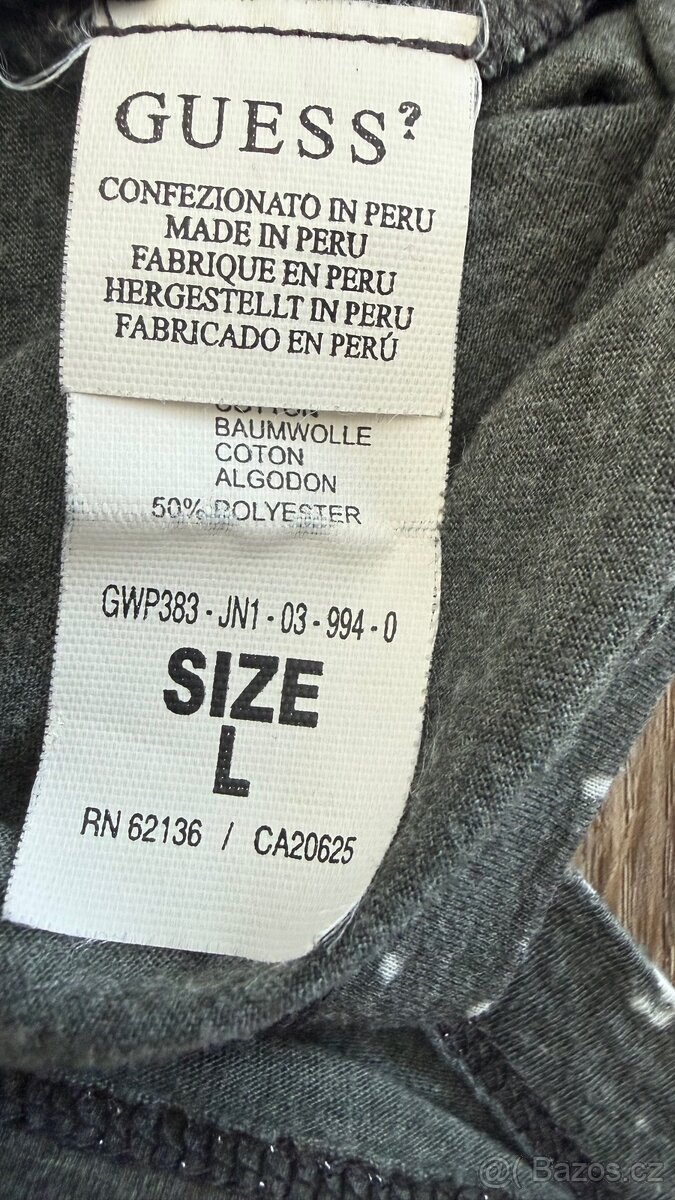 GUESS?
CONFEZIONATO IN PERU
MADE IN PERU
FABRIQUE EN PERU
HERGESTELLT IN PERU
FABRICADO EN PERÚ
COTTON
BAUMWOLLE
COTON
ALGODON
50% POLYESTER
GWP383 - JN1 - 03 - 994 - 0
SIZE
L
RN 62136 / CA20625
@( Bazos.cz